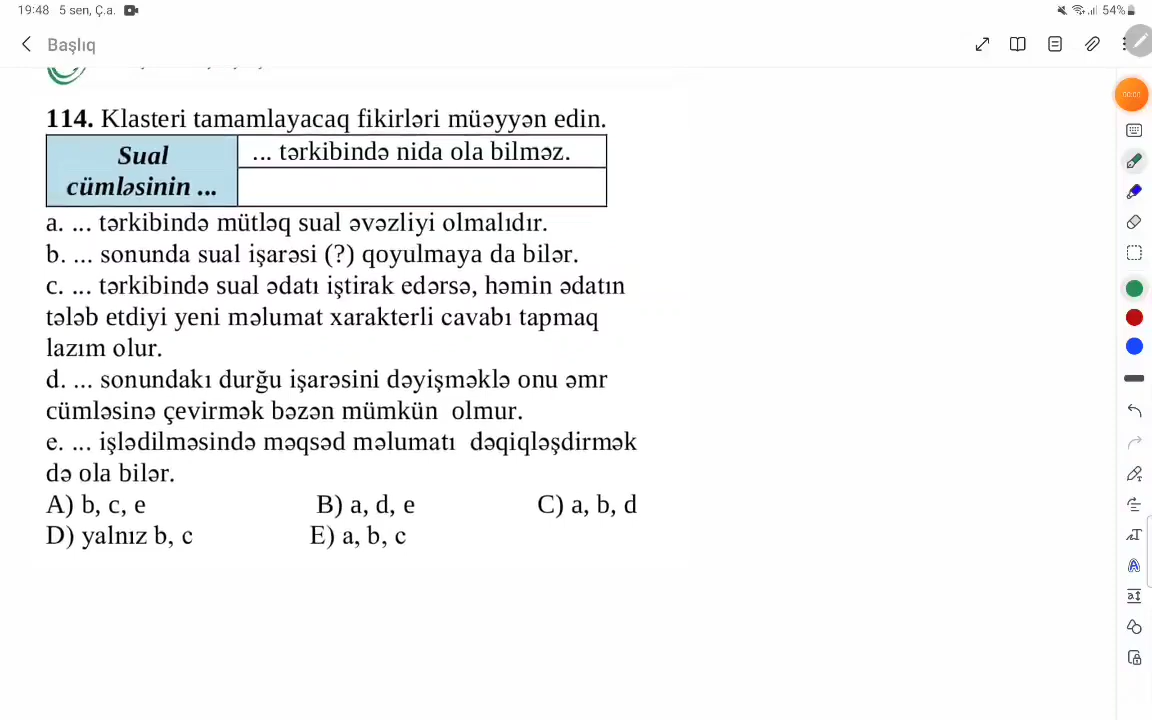 19:48 5 sen, Ç.a. 54%
Başlıq
114. Klasteri tamamlayacaq fikirləri müəyyən edin.
Sual cümləsinin ...
... tərkibində nida ola bilməz.
a. ... tərkibində mütləq sual əvəzliyi olmalıdır.
b. ... sonunda sual işarəsi (?) qoyulmaya da bilər.
c. ... tərkibində sual ədatı iştirak edərsə, həmin ədatın
tələb etdiyi yeni məlumat xarakterli cavabı tapmaq
lazım olur.
d. ... sonundakı durğu işarəsini dəyişməklə onu əmr
cümləsinə çevirmək bəzən mümkün olmur.
e. ... işlədilməsində məqsəd məlumatı dəqiqləşdirmək
də ola bilər.
A) b, c, e B) a, d, e C) a, b, d
D) yalnız b, c E) a, b, c